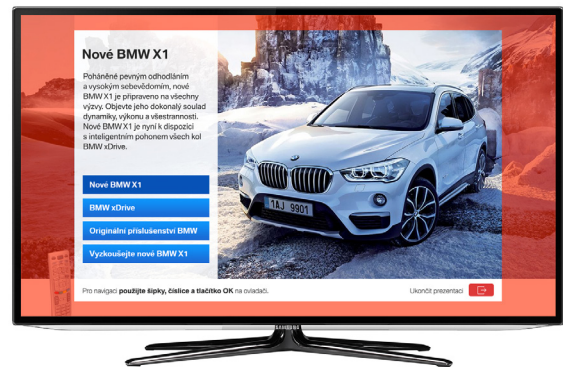 Nové BMW X1
Poháněné pevným odhodláním
a vysokým sebevědomím, nové
BMW X1 je připraveno na všechny
výzvy. Objevte jeho dokonalý soulad
dynamiky, výkonu a všestrannosti.
Nové BMW X1 je nyní k dispozici
s inteligentním pohonem všech kol
BMW xDrive.
Nové BMW X1
BMW xDrive
Originální příslušenství BMW
Vyzkoušejte nové BMW X1
1AJ 9901
Pro navigaci použijte šipky, číslice a tlačítko OK na ovladači.
Ukončit prezentaci
SAMSUNG